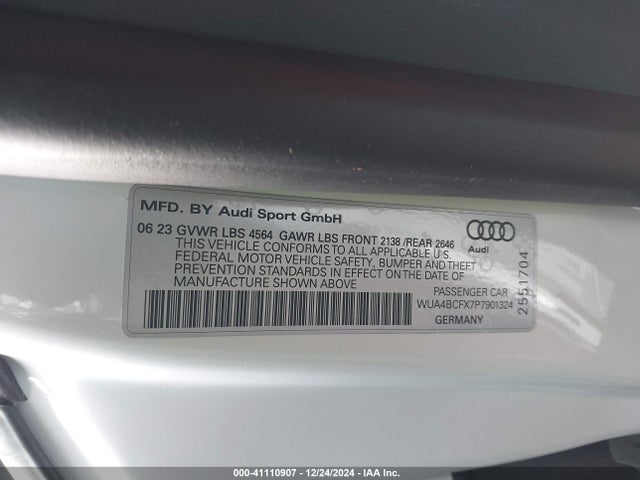 MFD. BY Audi Sport GmbH
06 23 GVWR LBS 4564 GAWR LBS FRONT 2138 /REAR 2646
THIS VEHICLE CONFORMS TO ALL APPLICABLE U.S.
FEDERAL MOTOR VEHICLE SAFETY, BUMPER AND THEFT
PREVENTION STANDARDS IN EFFECT ON THE DATE OF
MANUFACTURE SHOWN ABOVE
Audi
PASSENGER CAR
WUA4BCFX7P7901324
GERMANY
2551704
000-41110907 - 12/24/2024 - IAA Inc.